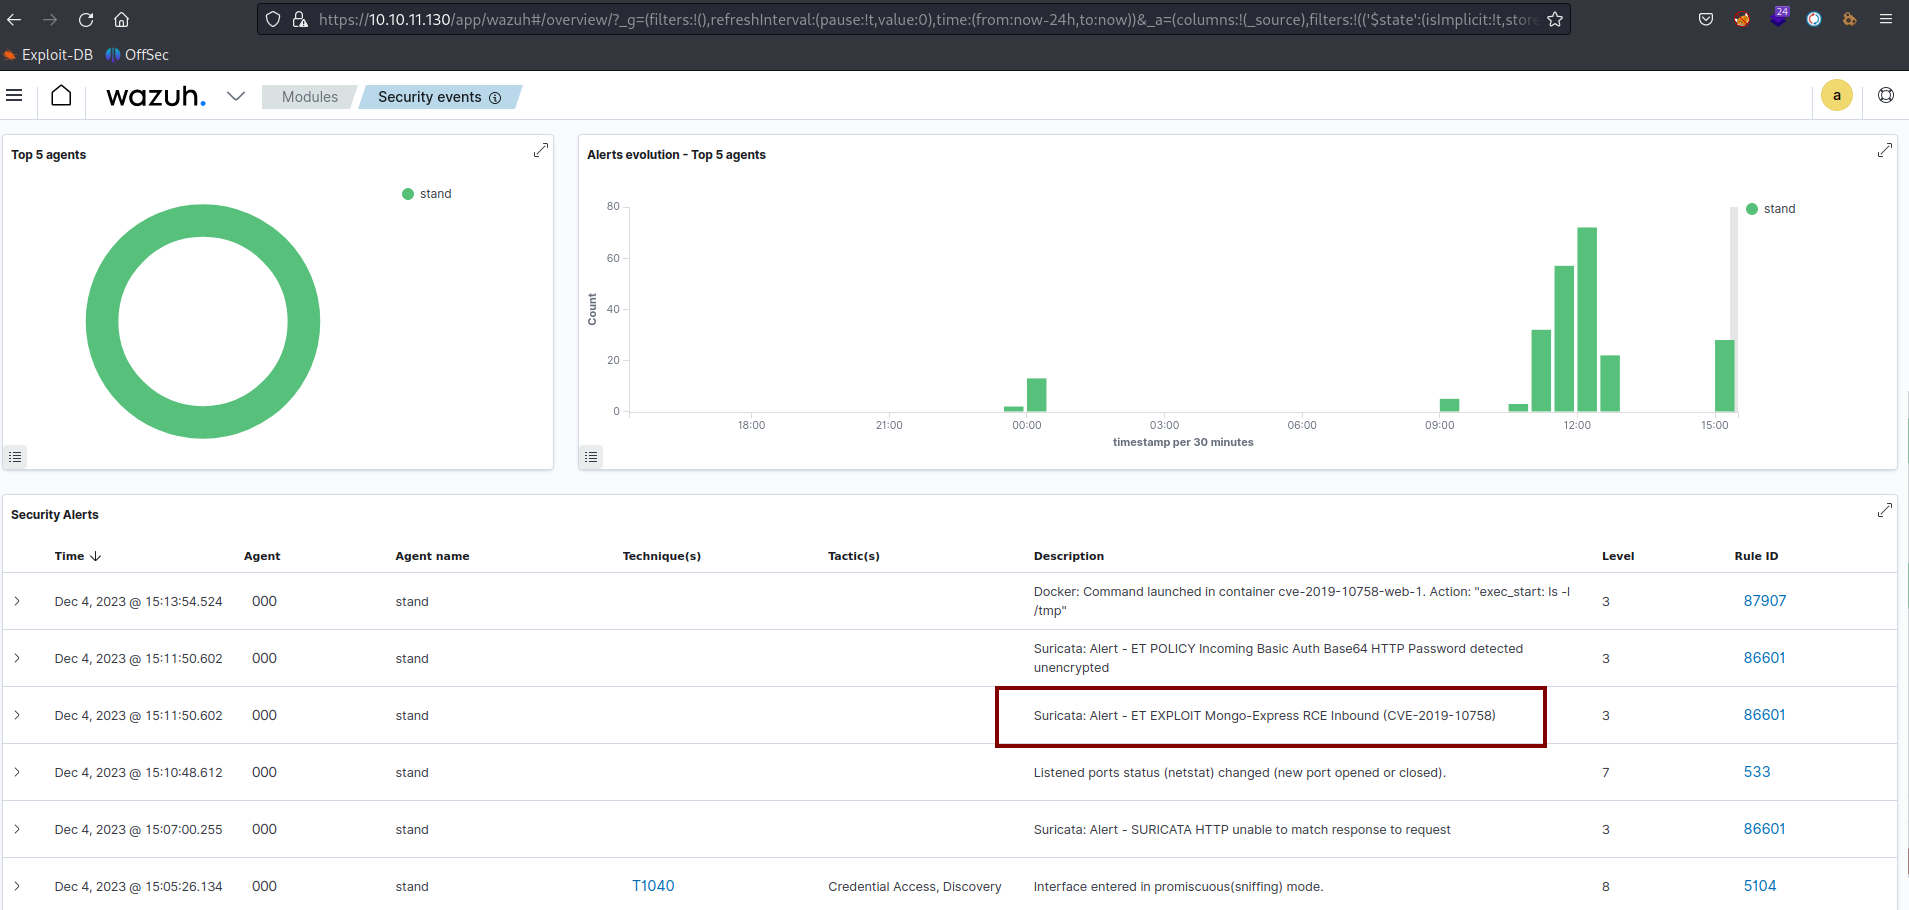 https://10.10.11.130/app/wazuh#/overview/?_g=(filters:!(),refreshInterval:(pause:!t,value:0),time:(from:now-24h,to:now))&_a=(columns:!(_source),filters:!(('$state':(isImplicit:!t,store
24
Exploit-DB OffSec
wazuh. Modules Security events
a
Top 5 agents
stand
Alerts evolution - Top 5 agents
stand
80
60
40
20
0
Count
18:00 21:00 00:00 03:00 06:00 09:00 12:00 15:00
timestamp per 30 minutes
Security Alerts
Time Agent Agent name Technique(s) Tactic(s) Description Level Rule ID
Dec 4, 2023 @ 15:13:54.524 000 stand Docker: Command launched in container cve-2019-10758-web-1. Action: "exec_start: ls -l 3 87907
/tmp"
Dec 4, 2023 @ 15:11:50.602 000 stand Suricata: Alert - ET POLICY Incoming Basic Auth Base64 HTTP Password detected 3 86601
unencrypted
Dec 4, 2023 @ 15:11:50.602 000 stand Suricata: Alert - ET EXPLOIT Mongo-Express RCE Inbound (CVE-2019-10758) 3 86601
Dec 4, 2023 @ 15:10:48.612 000 stand Listened ports status (netstat) changed (new port opened or closed). 7 533
Dec 4, 2023 @ 15:07:00.255 000 stand Suricata: Alert - SURICATA HTTP unable to match response to request 3 86601
Dec 4, 2023 @ 15:05:26.134 000 stand T1040 Credential Access, Discovery Interface entered in promiscuous(sniffing) mode. 8 5104